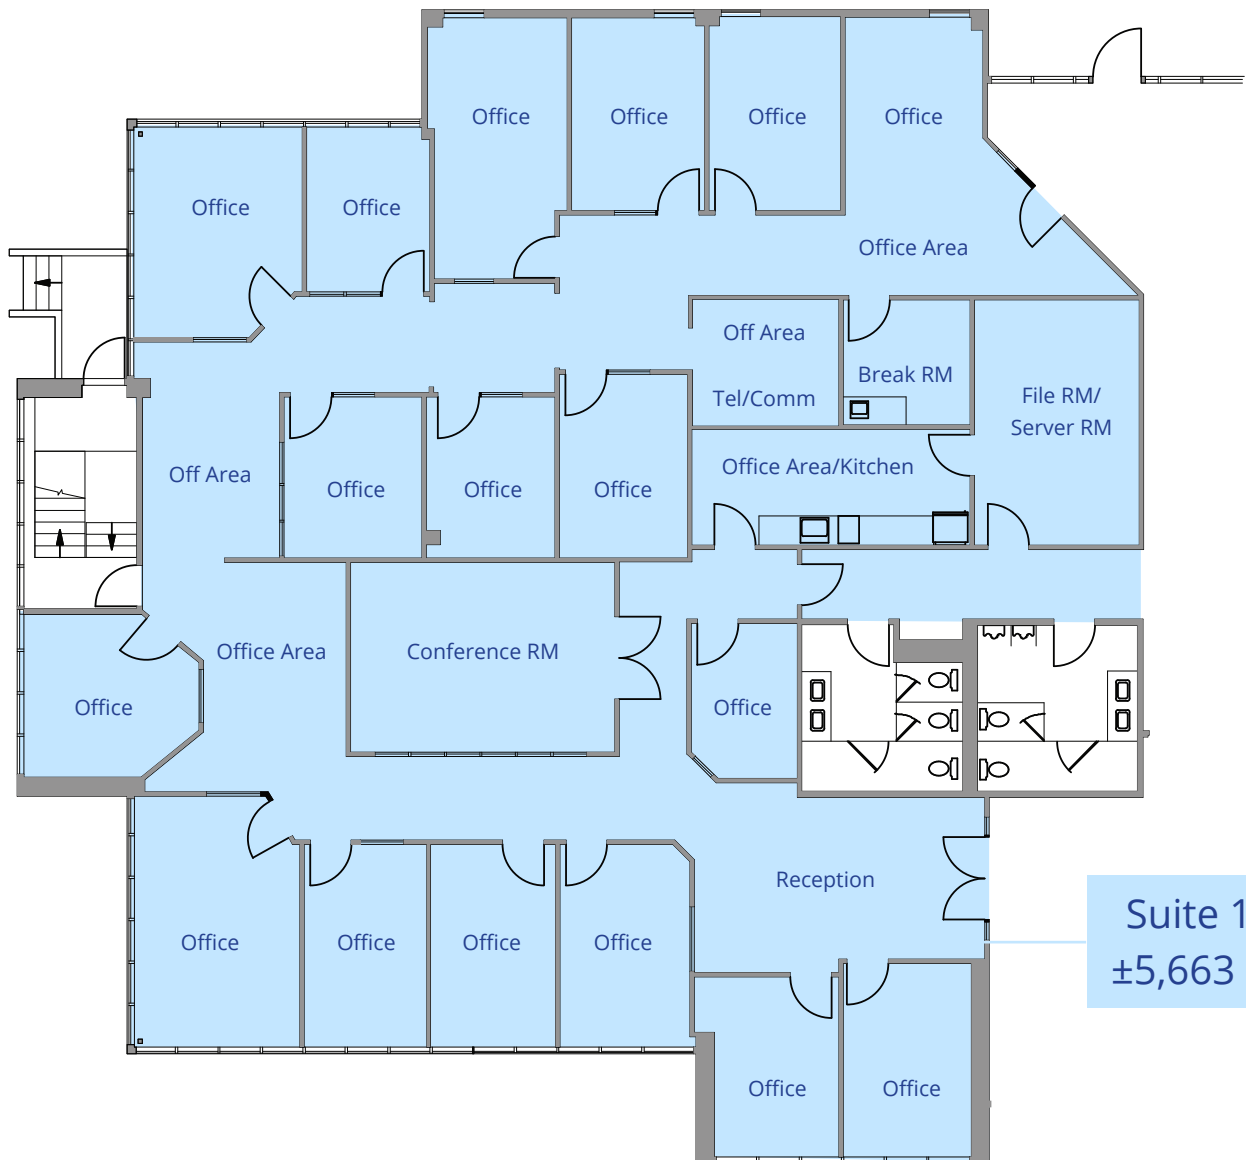 Office
Office
Office
Office
Office
Office
Office Area
Off Area
Tel/Comm
Break RM
File RM/
Server RM
Office Area/Kitchen
Off Area
Office
Office
Office
Office Area
Conference RM
Office
Office
Reception
Office
Office
Office
Office
Office
Office
Suite 1
±5,663